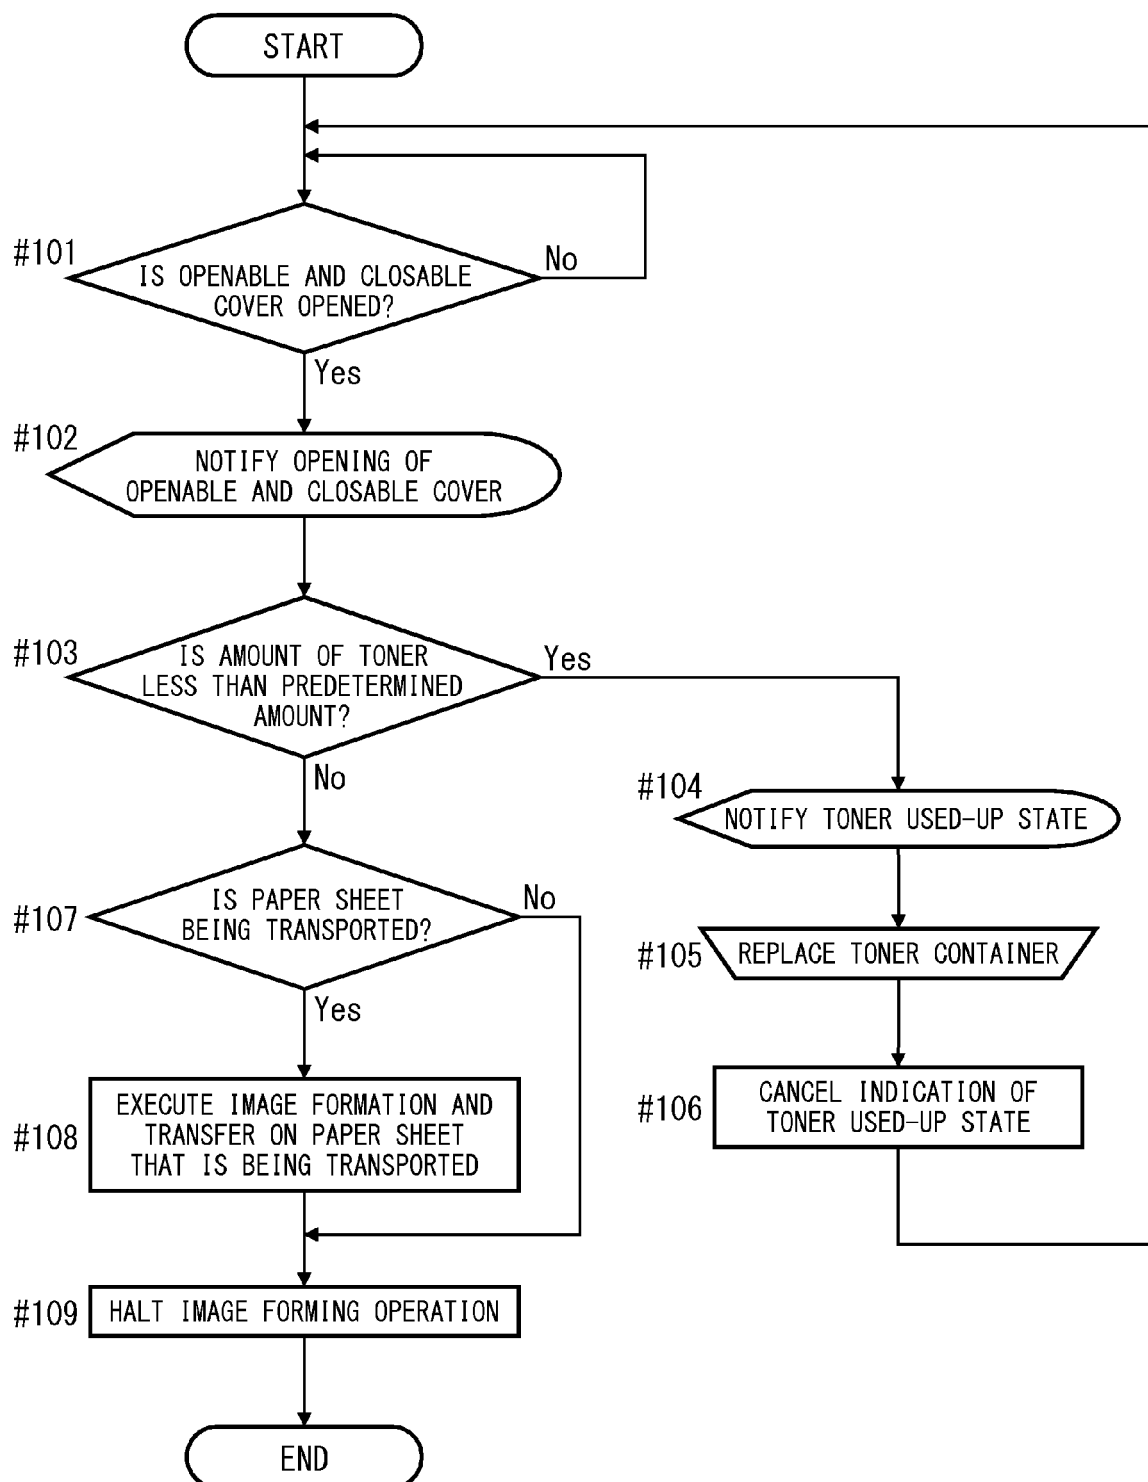 START
#101
IS OPENABLE AND CLOSABLE
COVER OPENED?
No
Yes
#102
NOTIFY OPENING OF
OPENABLE AND CLOSABLE COVER
#103
IS AMOUNT OF TONER
LESS THAN PREDETERMINED
AMOUNT?
Yes
No
#104
NOTIFY TONER USED-UP STATE
#105
REPLACE TONER CONTAINER
#106
CANCEL INDICATION OF
TONER USED-UP STATE
#107
IS PAPER SHEET
BEING TRANSPORTED?
No
Yes
#108
EXECUTE IMAGE FORMATION AND
TRANSFER ON PAPER SHEET
THAT IS BEING TRANSPORTED
#109
HALT IMAGE FORMING OPERATION
END